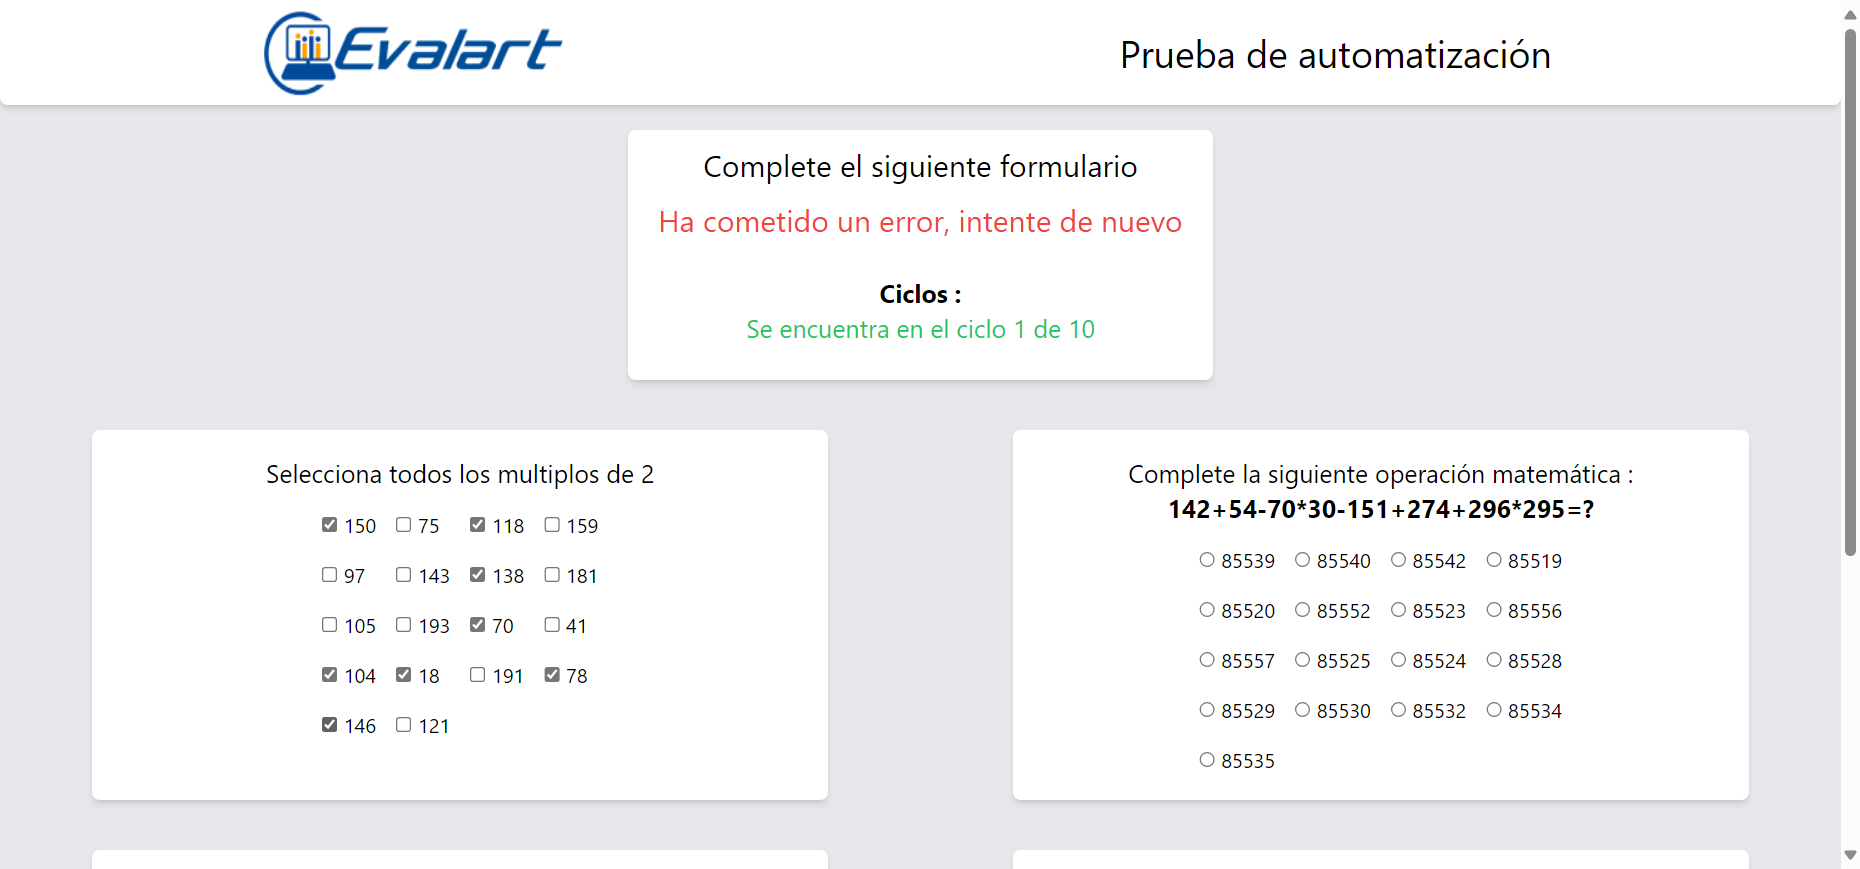 Evalart
Prueba de automatización
Complete el siguiente formulario
Ha cometido un error, intente de nuevo
Ciclos :
Se encuentra en el ciclo 1 de 10
Selecciona todos los multiplos de 2
150 75 118 159
97 143 138 181
105 193 70 41
104 18 191 78
146 121
Complete la siguiente operación matemática :
142+54-70*30-151+274+296*295=?
85539 85540 85542 85519
85520 85552 85523 85556
85557 85525 85524 85528
85529 85530 85532 85534
85535